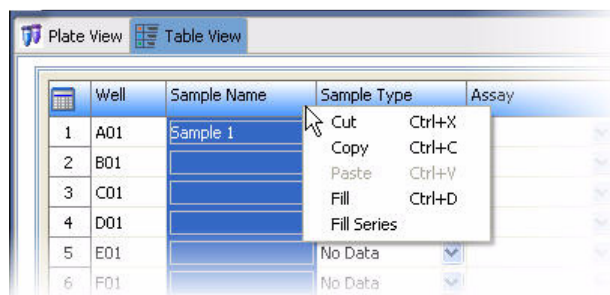 Plate View Table View
Well Sample Name Sample Type Assay
1 A01 Sample 1 Cut Ctrl+X
Copy Ctrl+C
2 B01
Paste Ctrl+V
3 C01 Fill Ctrl+D
4 D01 Fill Series
5 E01 No Data
6 F01 No Data